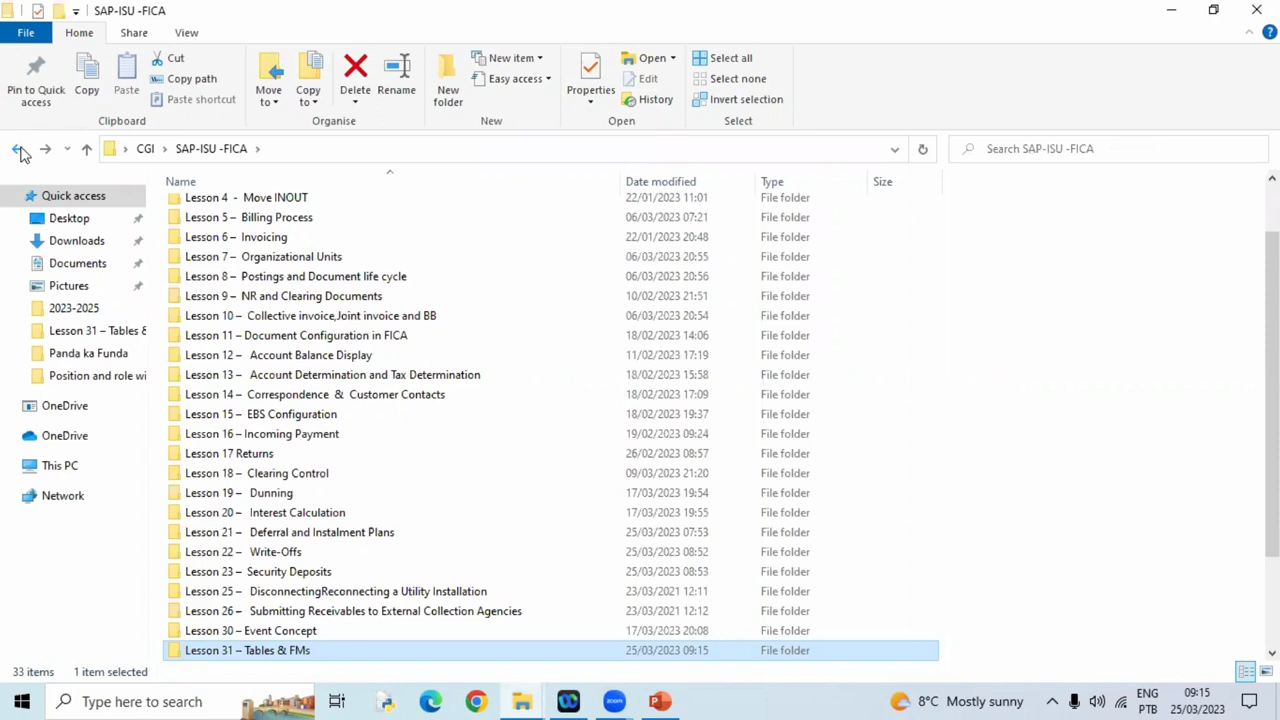 SAP-ISU -FICA
File Home Share View
Pin to Quick access
Copy
Paste
Cut
Copy path
Paste shortcut
Clipboard
Move to
Copy to
Delete
Rename
Organise
New folder
New item
Easy access
New
Properties
Open
Edit
History
Open
Select all
Select none
Invert selection
Select
CGI SAP-ISU -FICA
Search SAP-ISU -FICA
Quick access
Desktop
Downloads
Documents
Pictures
2023-2025
Lesson 31 – Tables &
Panda ka Funda
Position and role wi
OneDrive
OneDrive
This PC
Network
Name Date modified Type Size
Lesson 4 - Move INOUT 22/01/2023 11:01 File folder
Lesson 5 – Billing Process 06/03/2023 07:21 File folder
Lesson 6 – Invoicing 22/01/2023 20:48 File folder
Lesson 7 – Organizational Units 06/03/2023 20:55 File folder
Lesson 8 – Postings and Document life cycle 06/03/2023 20:56 File folder
Lesson 9 – NR and Clearing Documents 10/02/2023 21:51 File folder
Lesson 10 – Collective invoice,Joint invoice and BB 06/03/2023 20:54 File folder
Lesson 11 – Document Configuration in FICA 18/02/2023 14:06 File folder
Lesson 12 – Account Balance Display 11/02/2023 17:19 File folder
Lesson 13 – Account Determination and Tax Determination 18/02/2023 15:58 File folder
Lesson 14 – Correspondence & Customer Contacts 18/02/2023 17:09 File folder
Lesson 15 – EBS Configuration 18/02/2023 19:37 File folder
Lesson 16 – Incoming Payment 19/02/2023 09:24 File folder
Lesson 17 Returns 26/02/2023 08:57 File folder
Lesson 18 – Clearing Control 09/03/2023 21:20 File folder
Lesson 19 – Dunning 17/03/2023 19:54 File folder
Lesson 20 – Interest Calculation 17/03/2023 19:55 File folder
Lesson 21 – Deferral and Instalment Plans 25/03/2023 07:53 File folder
Lesson 22 – Write-Offs 25/03/2023 08:52 File folder
Lesson 23 – Security Deposits 25/03/2023 08:53 File folder
Lesson 25 – DisconnectingReconnecting a Utility Installation 23/03/2021 12:11 File folder
Lesson 26 – Submitting Receivables to External Collection Agencies 23/03/2021 12:12 File folder
Lesson 30 – Event Concept 17/03/2023 20:08 File folder
Lesson 31 – Tables & FMs 25/03/2023 09:15 File folder
33 items 1 item selected
Type here to search
zoom
8°C Mostly sunny
ENG
PTB
09:15
25/03/2023